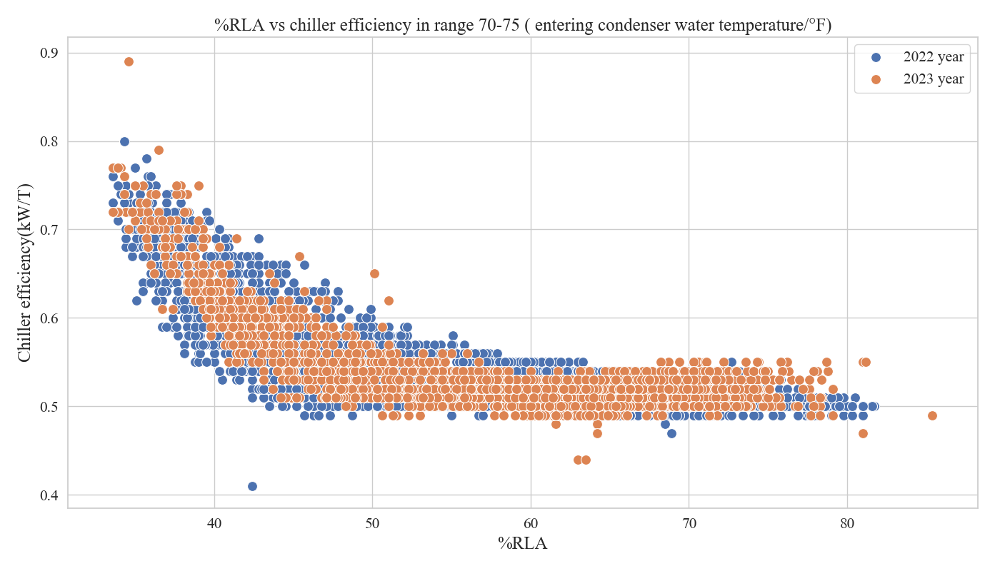 %RLA vs chiller efficiency in range 70-75 ( entering condenser water temperature/°F)
2022 year
2023 year
Chiller efficiency(kW/T)
0.9
0.8
0.7
0.6
0.5
0.4
40 50 60 70 80
%RLA